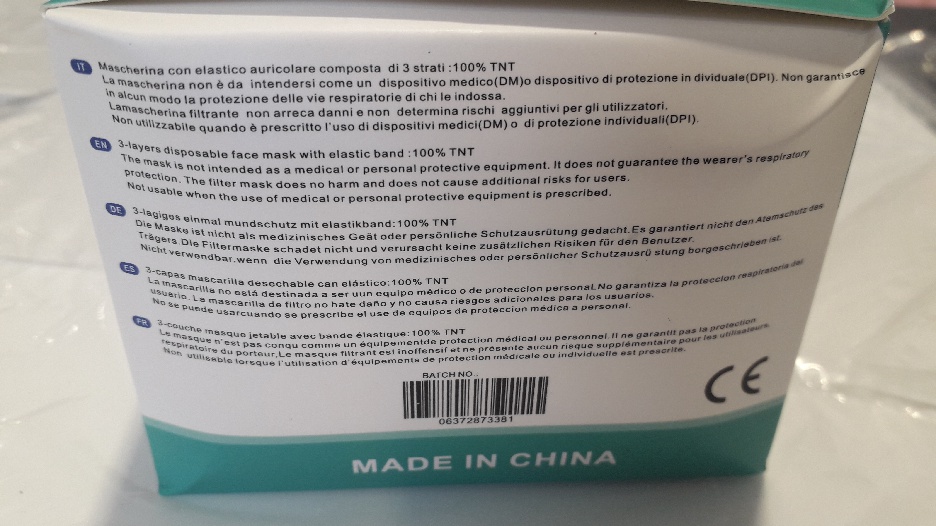 IT Mascherina con elastico auricolare composta di 3 strati :100% TNT
La mascherina non è da intendersi come un dispositivo medico(DM)o dispositivo di protezione in dividuale(DPI). Non garantisce
in alcun modo la protezione delle vie respiratorie di chi le indossa.
Lamascherina filtrante non arreca danni e non determina rischi aggiuntivi per gli utilizzatori.
Non utilizzabile quando è prescritto l'uso di dispositivi medici(DM) o di protezione individuali(DPI).
EN 3-layers disposable face mask with elastic band :100% TNT
The mask is not intended as a medical or personal protective equipment. It does not guarantee the wearer's respiratory
protection. The filter mask does no harm and does not cause additional risks for users.
Not usable when the use of medical or personal protective equipment is prescribed.
DE 3-lagiges einmal mundschutz mit elastikband:100% TNT
Die Maske ist nicht als medizinisches Geät oder persönliche Schutzausrütung gedacht.Es garantiert nicht den Atemschutz des
Trägers.Die Filtermaske schadet nicht und verursacht keine zusätzlichen Risiken für den Benutzer.
Nicht verwendbar.wenn die Verwendung von medizinisches oder persönlicher Schutzausrü stung borgeschrieben ist.
ES 3-capas mascarilla desechable can elástico:100% TNT
La mascarilla no está destinada a ser uun equipo médico o de proteccion personal.No garantiza la proteccion respiratoria del
usuerio. La mascarilla de filtro no hate daño y no causa riesgos adicionales para los usuarios.
No se puede usarcuando se prescribe el use de equipos de proteccion médica a personal.
FR 3-couche masque jetable avec bande élastique:100% TNT
Le masque n'est pas conçu comme un équipementde protection médical ou personnel. Il ne garantit pas la protection
respiratoire du porteur,Le masque filtrant est inoffensif et ne présente aucun risque supplémentaire pour les utilisateurs.
Non utilisable lorsque l'utilisation d'équipements de protection médicale ou individuelle est prescrite.
BATCH NO..
06372873381
CE
MADE IN CHINA